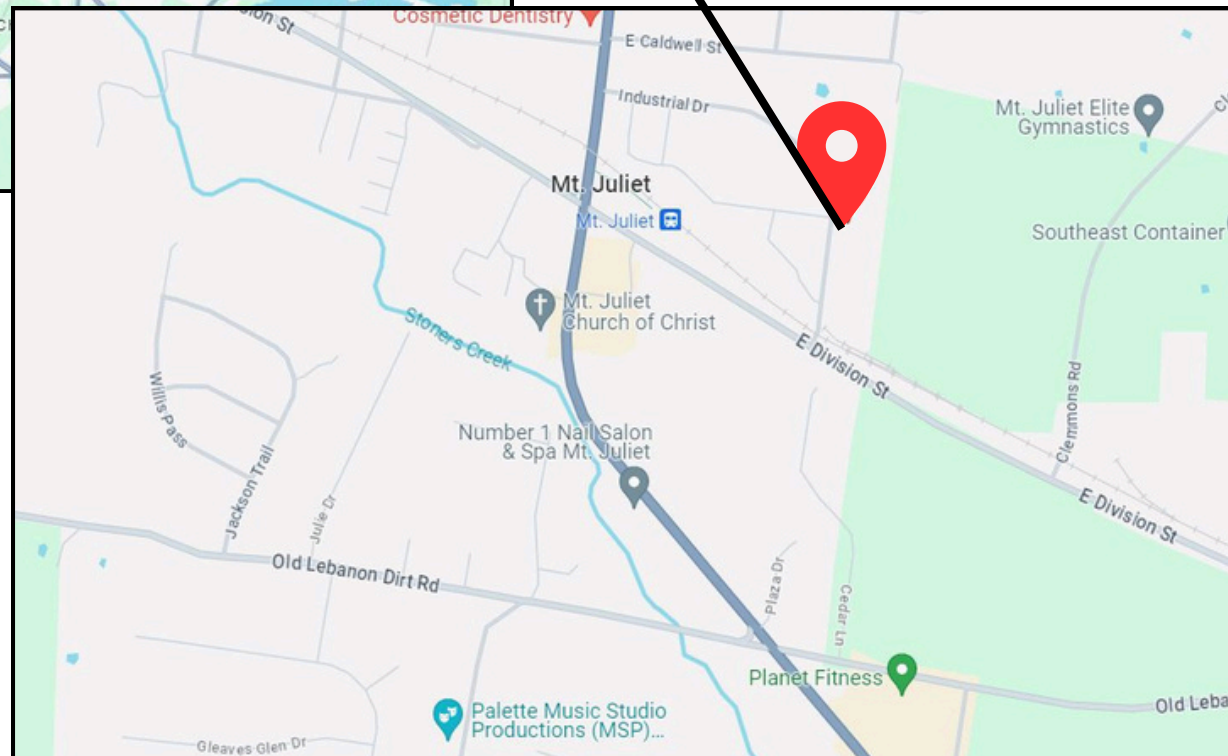 Cosmetic Dentistry
E Caldwell St
Industrial Dr
Mt. Juliet Elite
Gymnastics
Mt. Juliet
Mt. Juliet
Southeast Container
Mt. Juliet
Church of Christ
Stoners Creek
E Division St
Willis Pass
Clemmons Rd
Number 1 Nail Salon
& Spa Mt. Juliet
Jackson Trail
Julie Dr
E Division St
Old Lebanon Dirt Rd
Plaza Dr
Cedar Ln
Planet Fitness
Palette Music Studio
Productions (MSP)...
Gleaves Glen Dr